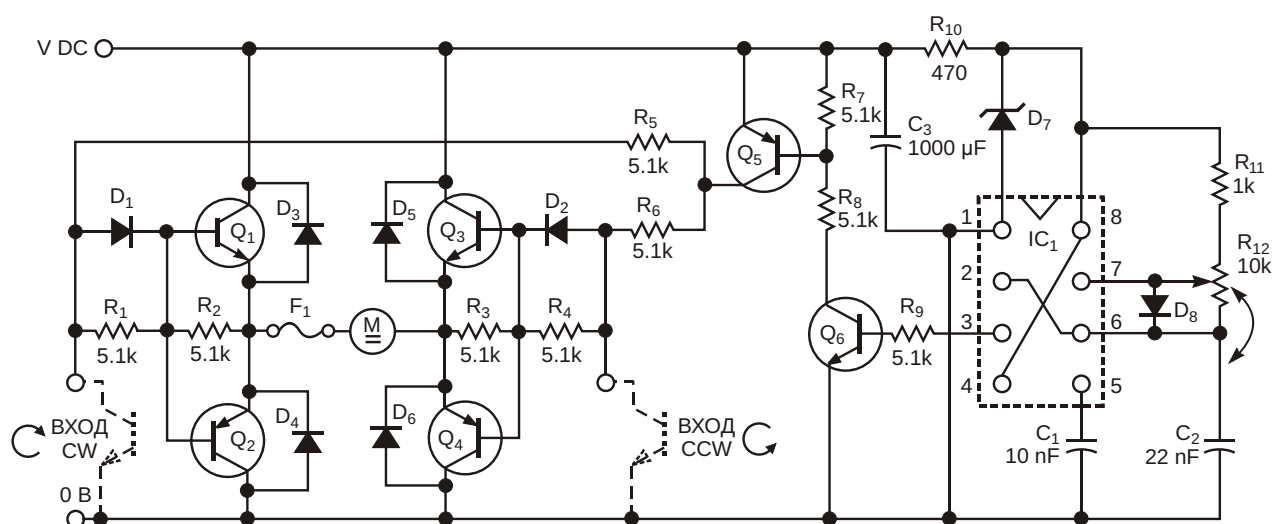 V DC
R10
470
R7
5.1k
C3
1000 µF
D7
R5
5.1k
Q5
R11
1k
D1
Q1
D3
D5
Q3
D2
R6
5.1k
R8
5.1k
1
8
IC1
2
7
R12
10k
R1
5.1k
R2
5.1k
F1
M
R3
5.1k
R4
5.1k
Q6
R9
5.1k
3
6
D8
4
5
ВХОД
CW
Q2
D4
D6
Q4
ВХОД
CCW
C1
10 nF
C2
22 nF
0 В